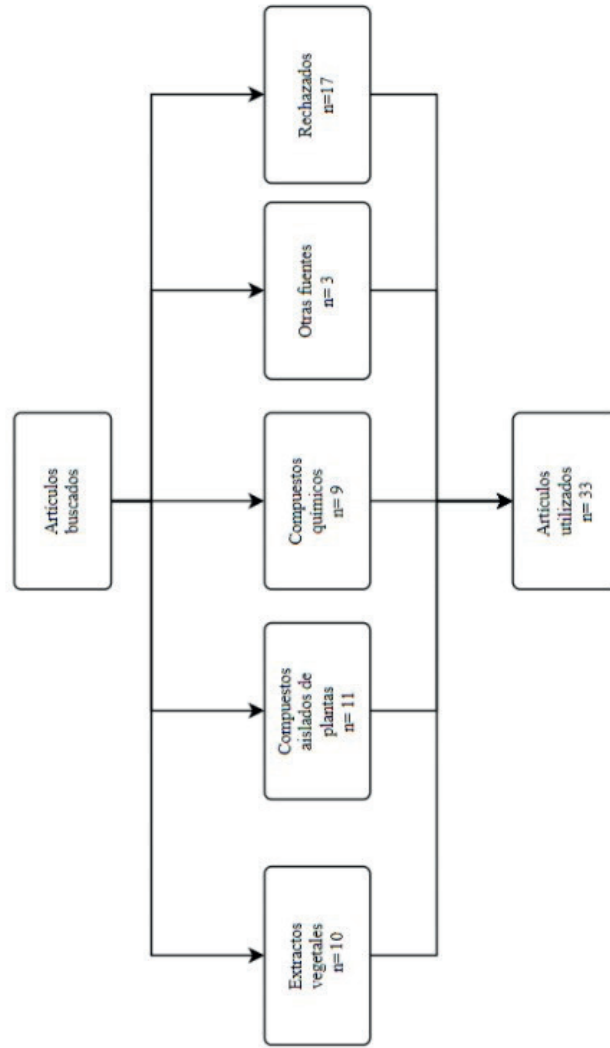 Artículos
buscados
Extractos
vegetales
n=10
Compuestos
aislados de
plantas
n= 11
Compuestos
químicos
n= 9
Otras fuentes
n= 3
Rechazados
n=17
Artículos
utilizados
n= 33